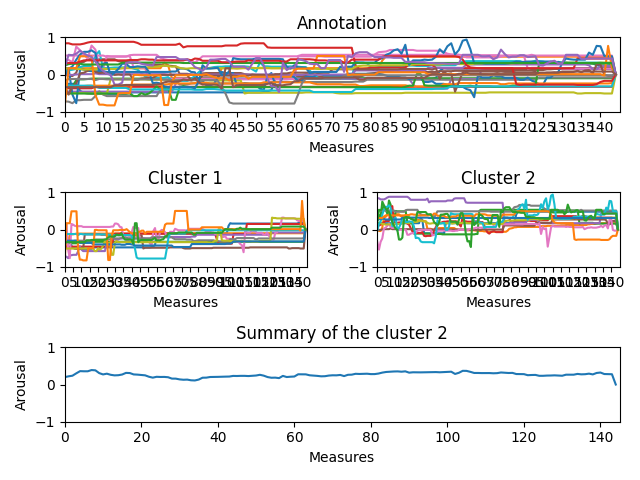 Annotation
Arousal
1
0
−1
0 5 10 15 20 25 30 35 40 45 50 55 60 65 70 75 80 85 90 95 100 105 110 115 120 125 130 135 140
Measures
Cluster 1
Cluster 2
Arousal
1
0
−1
Arousal
1
0
−1
Measures
Measures
Summary of the cluster 2
Arousal
1
0
−1
0 20 40 60 80 100 120 140
Measures